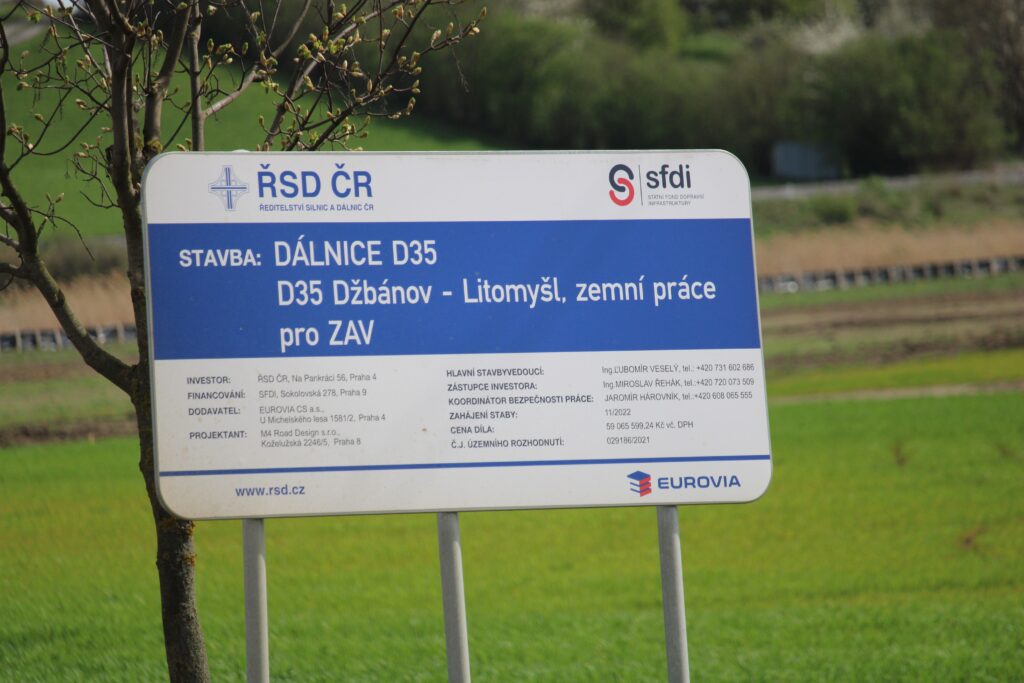 ŘSD ČR
ŘEDITELSTVÍ SILNIC A DÁLNIC ČR
sfdi
STÁTNÍ FOND DOPRAVNÍ
INFRASTRUKTURY
STAVBA: DÁLNICE D35
D35 Džbánov - Litomyšl, zemní práce
pro ZAV
INVESTOR: ŘSD ČR, Na Pankráci 56, Praha 4
FINANCOVÁNÍ: SFDI, Sokolovská 278, Praha 9
DODAVATEL: EUROVIA CS a.s.,
U Michelského lesa 1581/2, Praha 4
PROJEKTANT: M4 Road Design s.r.o.,
Koželužská 2246/5, Praha 8
HLAVNÍ STAVBYVEDOUCÍ: Ing.ĽUBOMÍR VESELÝ, tel.: +420 731 602 686
ZÁSTUPCE INVESTORA: Ing.MIROSLAV ŘEHÁK, tel.:+420 720 073 509
KOORDINÁTOR BEZPEČNOSTI PRÁCE: JAROMÍR HÁROVNÍK, tel.:+420 608 065 555
ZAHÁJENÍ STABY: 11/2022
CENA DÍLA: 59 065 599,24 Kč vč. DPH
Č.J. ÚZEMNÍHO ROZHODNUTÍ: 029186/2021
www.rsd.cz
EUROVIA